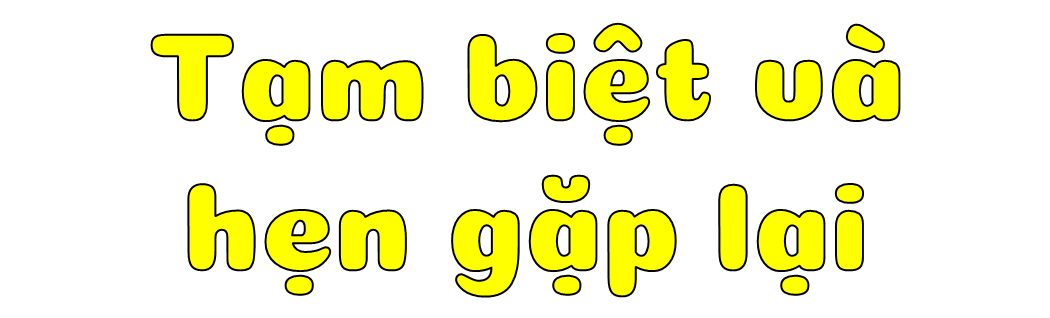 Tạm biệt và
hẹn gặp lại